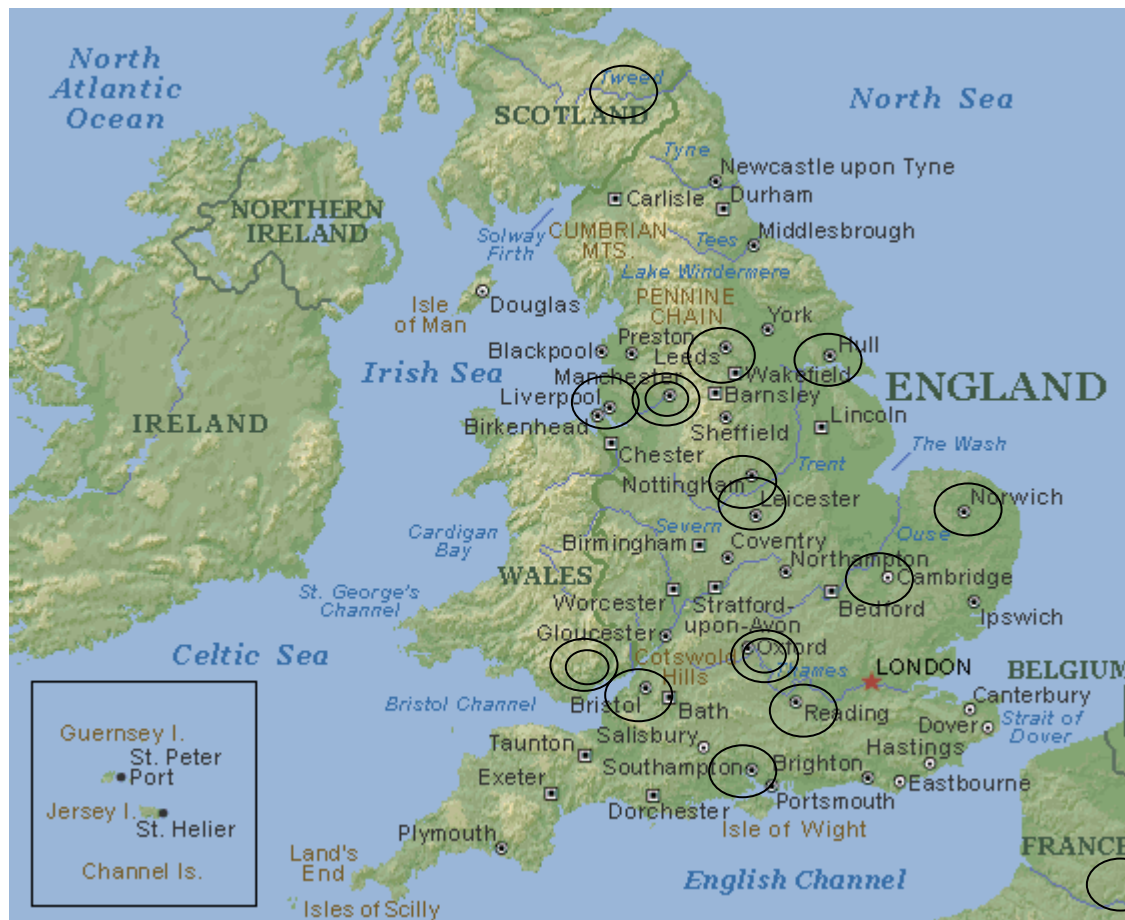 North
Atlantic
Ocean
Tweed
SCOTLAND
North Sea
Tyne
Newcastle upon Tyne
Carlisle
Durham
NORTHERN
IRELAND
Solway
Firth
CUMBRIAN
MTS.
Tees
Middlesbrough
Lake Windermere
Isle
of Man
Douglas
PENNINE
CHAIN
York
Preston
Blackpool
Leeds
Hull
Irish Sea
Manchester
Wakefield
ENGLAND
Liverpool
Barnsley
Birkenhead
Sheffield
Lincoln
IRELAND
The Wash
Chester
Trent
Nottingham
Leicester
Norwich
Cardigan
Bay
Severn
Ouse
Birmingham
Coventry
Northampton
WALES
Cambridge
St. George's
Channel
Worcester
Stratford-
upon-Avon
Bedford
Ipswich
Gloucester
Celtic Sea
Cotswold
Hills
Oxford
Thames
LONDON
BELGIUM
Bristol Channel
Bristol
Bath
Reading
Canterbury
Dover
Strait of
Dover
Guernsey I.
St. Peter
Port
Taunton
Salisbury
Hastings
Exeter
Southampton
Brighton
Eastbourne
Jersey I.
St. Helier
Dorchester
Portsmouth
Isle of Wight
Plymouth
FRANCE
Channel Is.
Land's
End
English Channel
Isles of Scilly